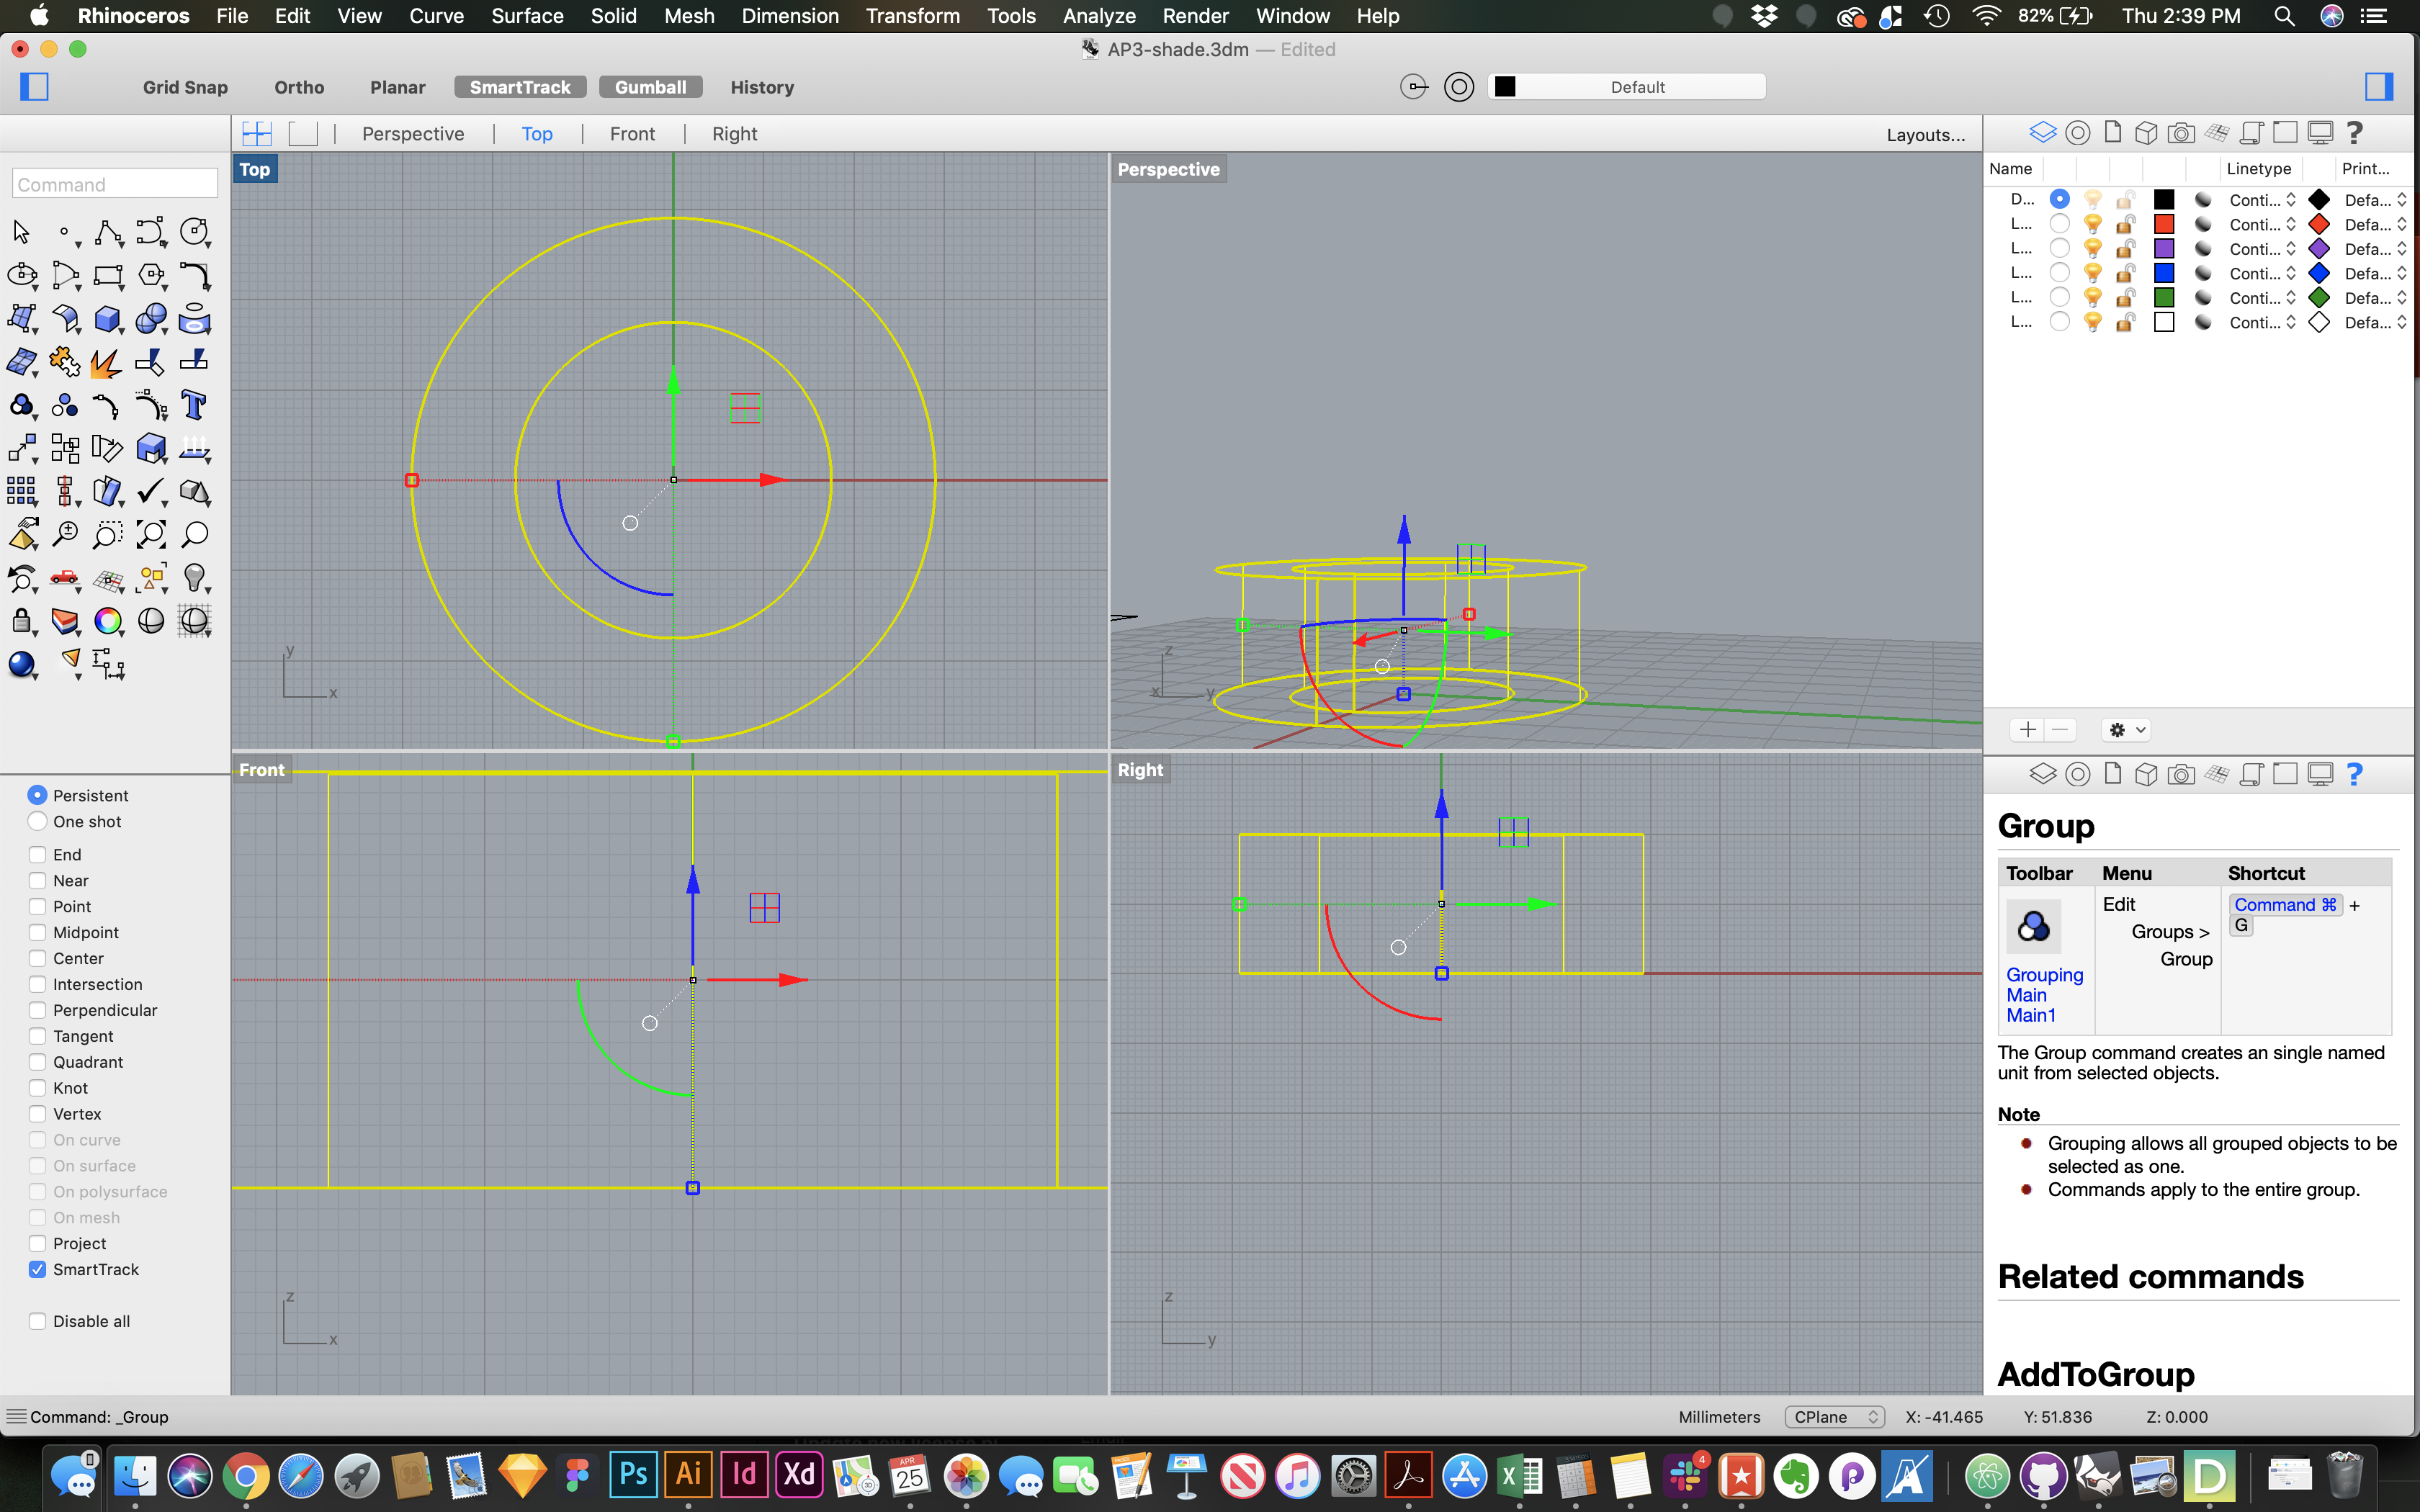 Rhinoceros File Edit View Curve Surface Solid Mesh Dimension Transform Tools Analyze Render Window Help 82% Thu 2:39 PM
AP3-shade.3dm — Edited
Grid Snap Ortho Planar SmartTrack Gumball History Default
Perspective Top Front Right Layouts...
Command
Top
y
x
Perspective
z
x
y
Front
z
x
Right
z
y
Name Linetype Print...
D... Conti... Defa...
L... Conti... Defa...
L... Conti... Defa...
L... Conti... Defa...
L... Conti... Defa...
L... Conti... Defa...
Persistent
One shot
End
Near
Point
Midpoint
Center
Intersection
Perpendicular
Tangent
Quadrant
Knot
Vertex
On curve
On surface
On polysurface
On mesh
Project
SmartTrack
Disable all
Group
Toolbar Menu Shortcut
Edit Command ⌘ +
Groups > G
Group
Grouping
Main
Main1
The Group command creates an single named
unit from selected objects.
Note
Grouping allows all grouped objects to be
selected as one.
Commands apply to the entire group.
Related commands
AddToGroup
Command: _Group Millimeters CPlane X: -41.465 Y: 51.836 Z: 0.000
Ps Ai Id Xd APR 25 4 D